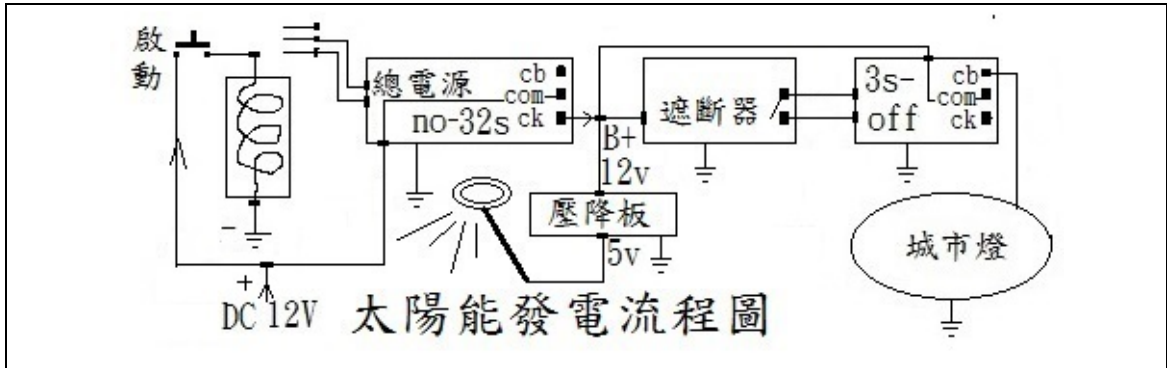 啟動
總電源
no-32s
cb
com
ck
B+
12v
遮斷器
3s-
off
cb
com
ck
壓降板
5v
城市燈
-
+
DC 12V
太陽能發電流程圖